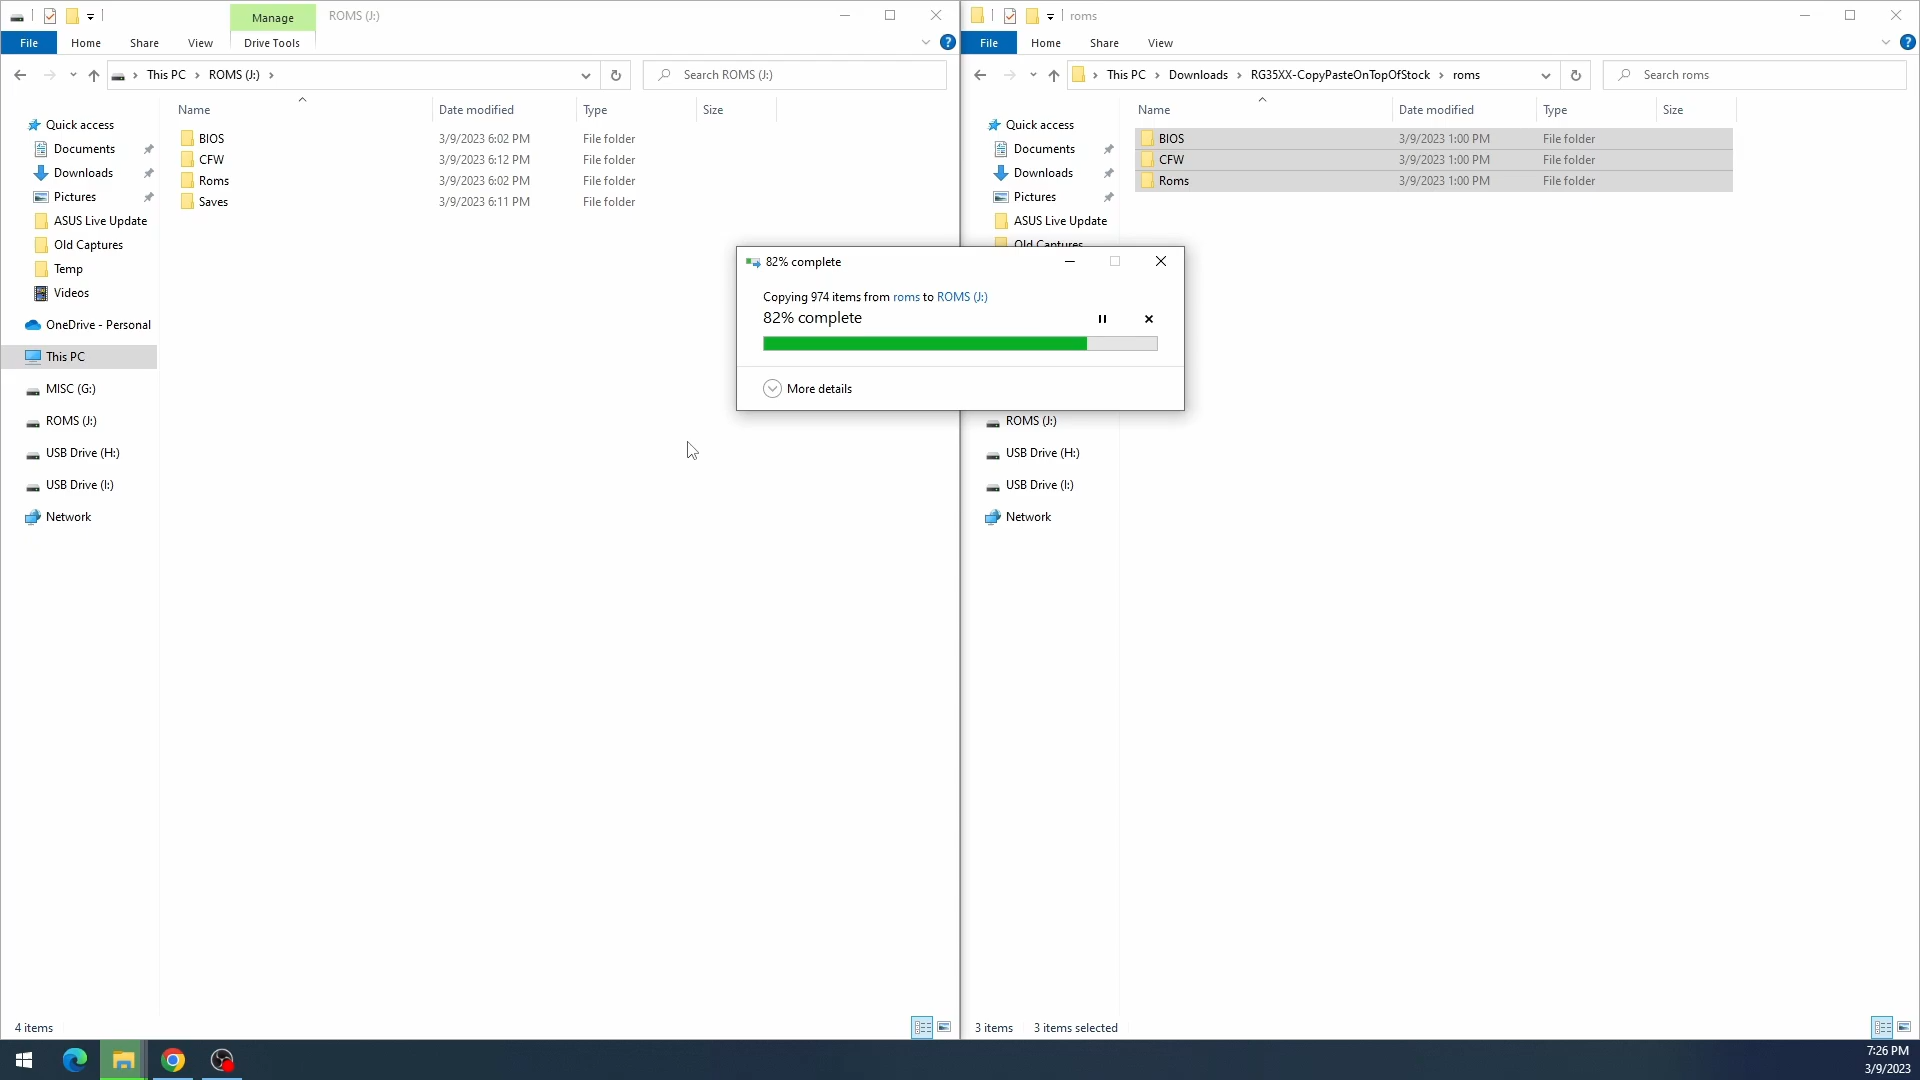 Manage
ROMS (J:)
File
Home
Share
View
Drive Tools
This PC
ROMS (J:)
Search ROMS (J:)
Name
Date modified
Type
Size
Quick access
Documents
Downloads
Pictures
ASUS Live Update
Old Captures
Temp
Videos
OneDrive - Personal
This PC
MISC (G:)
ROMS (J:)
USB Drive (H:)
USB Drive (I:)
Network
BIOS 3/9/2023 6:02 PM File folder
CFW 3/9/2023 6:12 PM File folder
Roms 3/9/2023 6:02 PM File folder
Saves 3/9/2023 6:11 PM File folder
4 items
82% complete
Copying 974 items from roms to ROMS (J:)
82% complete
More details
roms
File
Home
Share
View
This PC
Downloads
RG35XX-CopyPasteOnTopOfStock
roms
Search roms
Name
Date modified
Type
Size
Quick access
Documents
Downloads
Pictures
ASUS Live Update
Old Captures
ROMS (J:)
USB Drive (H:)
USB Drive (I:)
Network
BIOS 3/9/2023 1:00 PM File folder
CFW 3/9/2023 1:00 PM File folder
Roms 3/9/2023 1:00 PM File folder
3 items
3 items selected
7:26 PM
3/9/2023